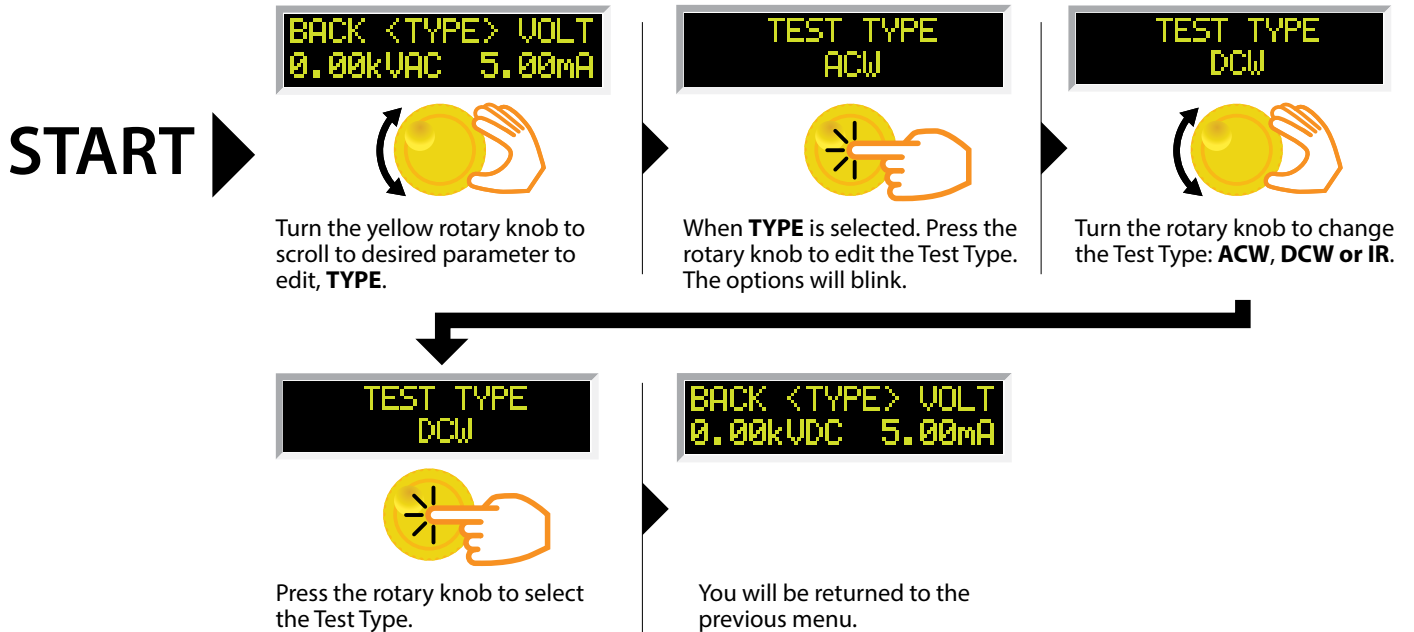 START
BACK <TYPE> VOLT
0.00kVAC 5.00mA
Turn the yellow rotary knob to
scroll to desired parameter to
edit, TYPE.
TEST TYPE
ACW
When TYPE is selected. Press the
rotary knob to edit the Test Type.
The options will blink.
TEST TYPE
DCW
Turn the rotary knob to change
the Test Type: ACW, DCW or IR.
TEST TYPE
DCW
Press the rotary knob to select
the Test Type.
BACK <TYPE> VOLT
0.00kVDC 5.00mA
You will be returned to the
previous menu.